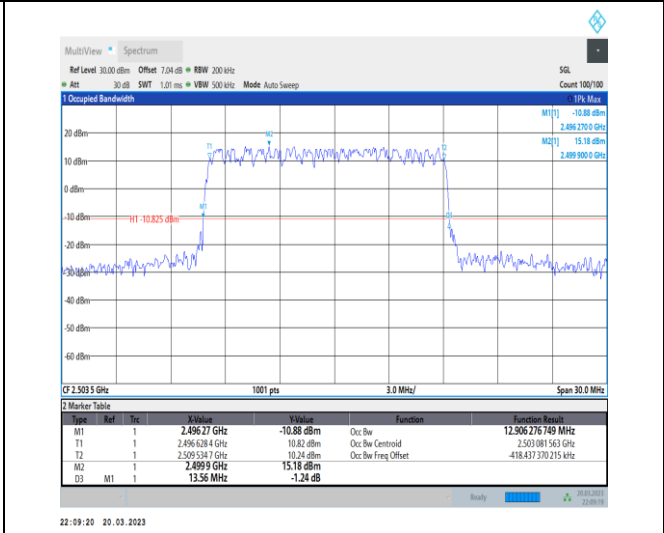 MultiView Spectrum
Ref Level 30.00 dBm Offset 7.04 dB RBW 200 kHz SGL
Att 30 dB SWT 1.01 ms VBW 500 kHz Mode Auto Sweep Count 100/100
1 Occupied Bandwidth 1Pk Max
M1[1] -10.88 dBm
2.496 270 0 GHz
M2[1] 15.18 dBm
2.499 900 0 GHz
20 dBm
M2
T1 T2
10 dBm
0 dBm
M1
-10 dBm
H1 -10.825 dBm
D3
-20 dBm
-30 dBm
-40 dBm
-50 dBm
-60 dBm
CF 2.503 5 GHz 1001 pts 3.0 MHz/ Span 30.0 MHz
2 Marker Table
Type Ref Trc X-Value Y-Value Function Function Result
M1 1 2.496 27 GHz -10.88 dBm Occ Bw 12.906 276 749 MHz
T1 1 2.496 628 4 GHz 10.82 dBm Occ Bw Centroid 2.503 081 563 GHz
T2 1 2.509 534 7 GHz 10.24 dBm Occ Bw Freq Offset -418.437 370 215 kHz
M2 1 2.499 9 GHz 15.18 dBm
D3 M1 1 13.56 MHz -1.24 dB
Ready 20.03.2023
22:09:19
22:09:20 20.03.2023